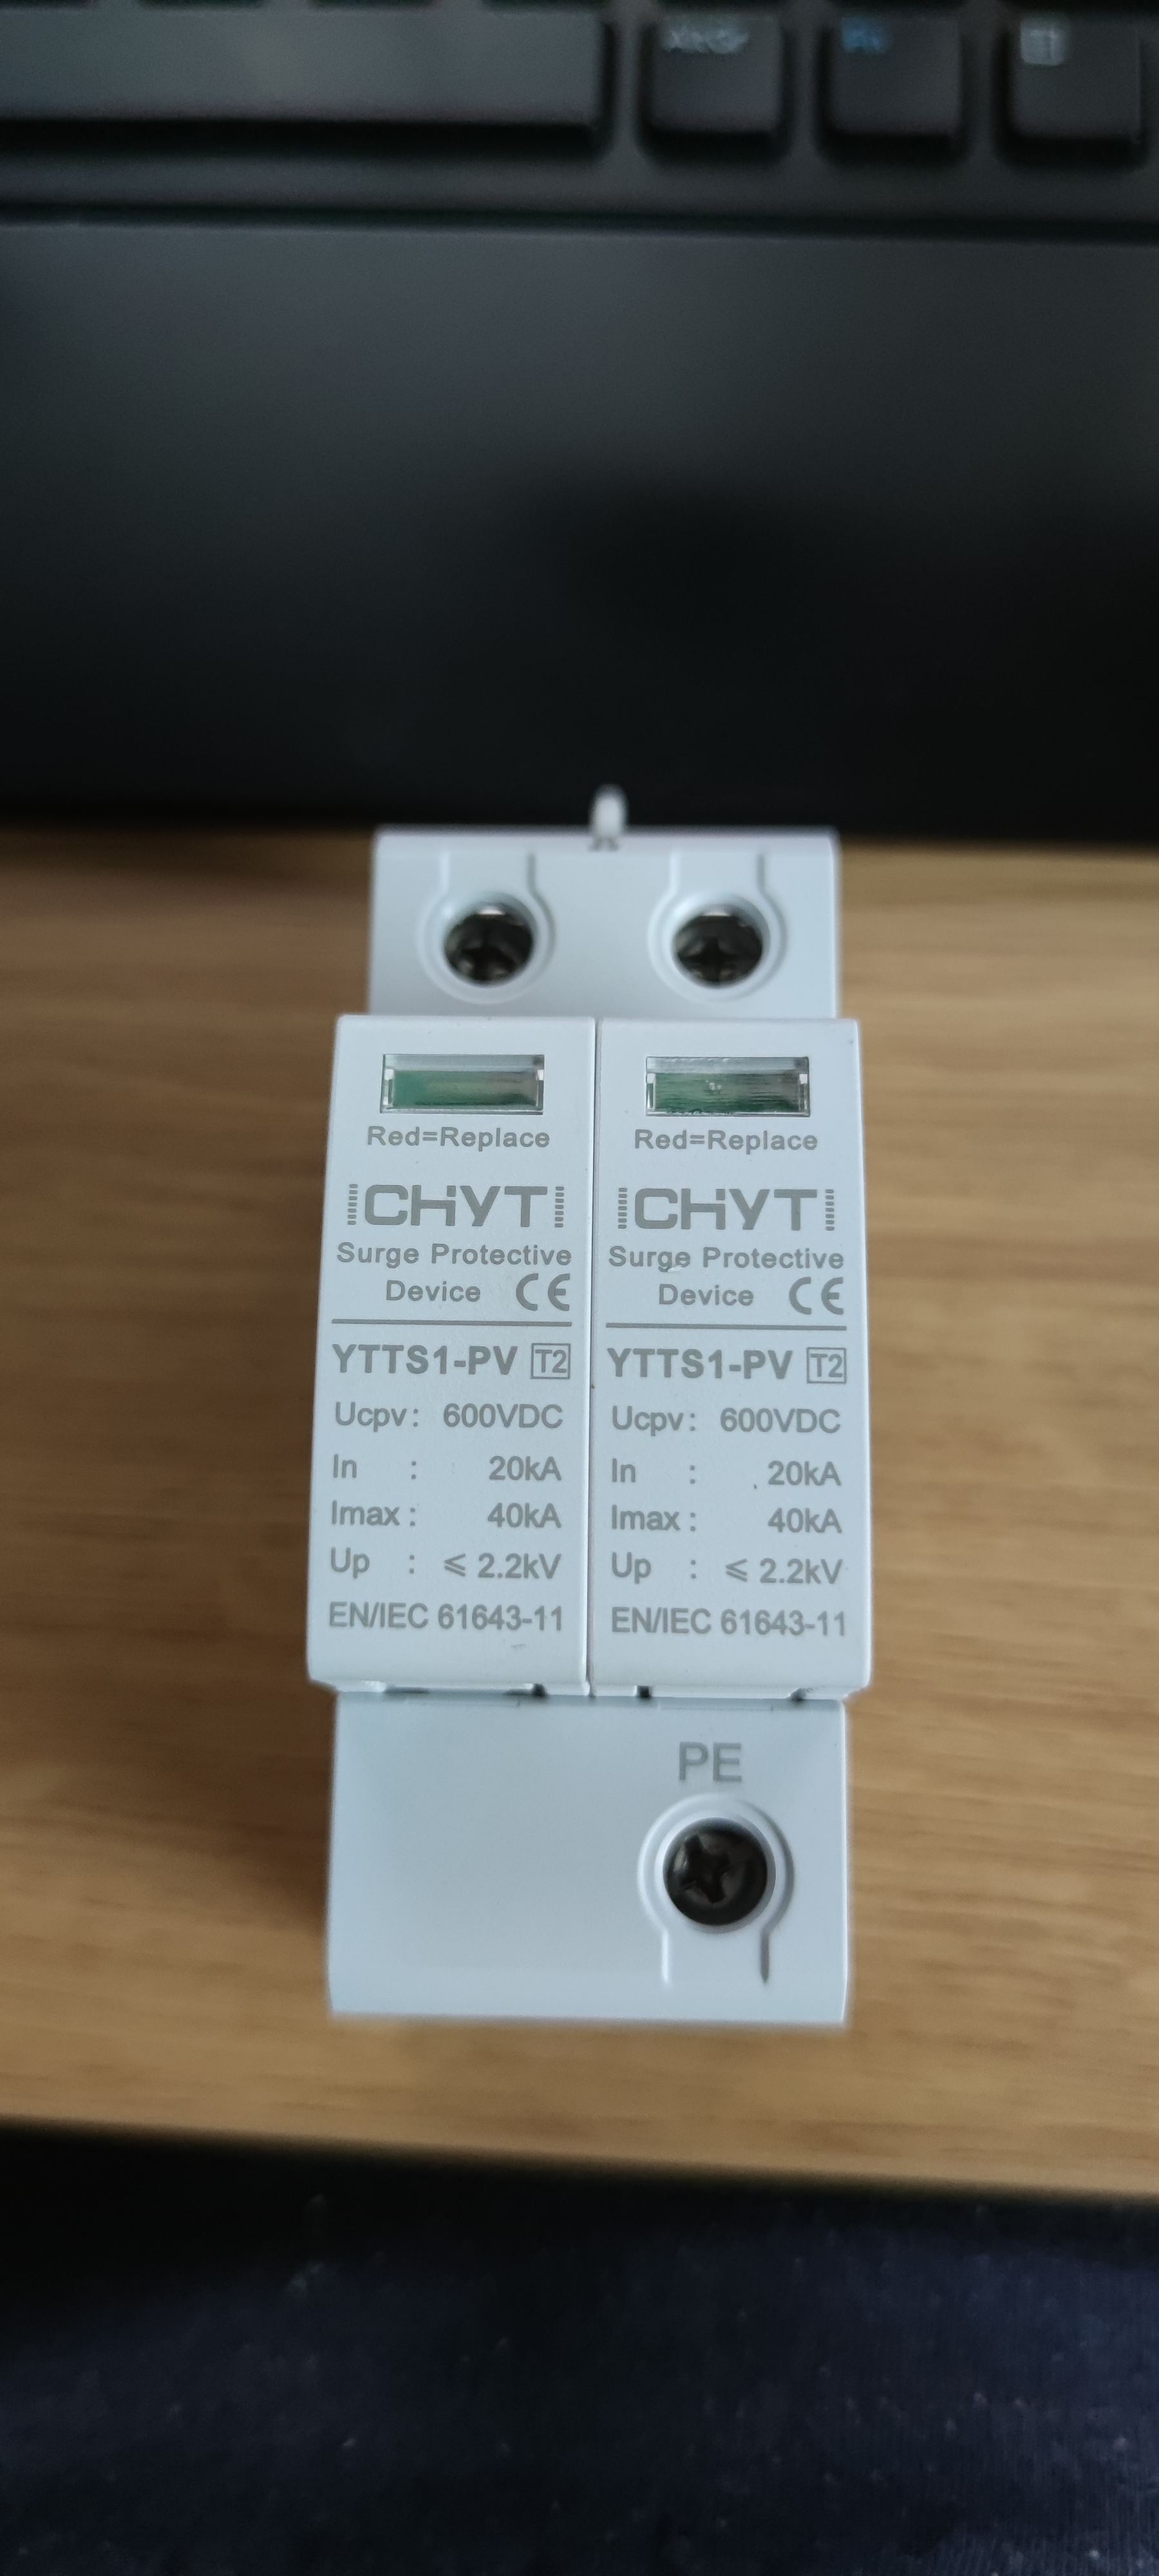 Red=Replace
CHYT
Surge Protective
Device CE
YTTS1-PV T2
Ucpv: 600VDC
In : 20kA
Imax: 40kA
Up : ≤ 2.2kV
EN/IEC 61643-11
Red=Replace
CHYT
Surge Protective
Device CE
YTTS1-PV T2
Ucpv: 600VDC
In : 20kA
Imax: 40kA
Up : ≤ 2.2kV
EN/IEC 61643-11
PE